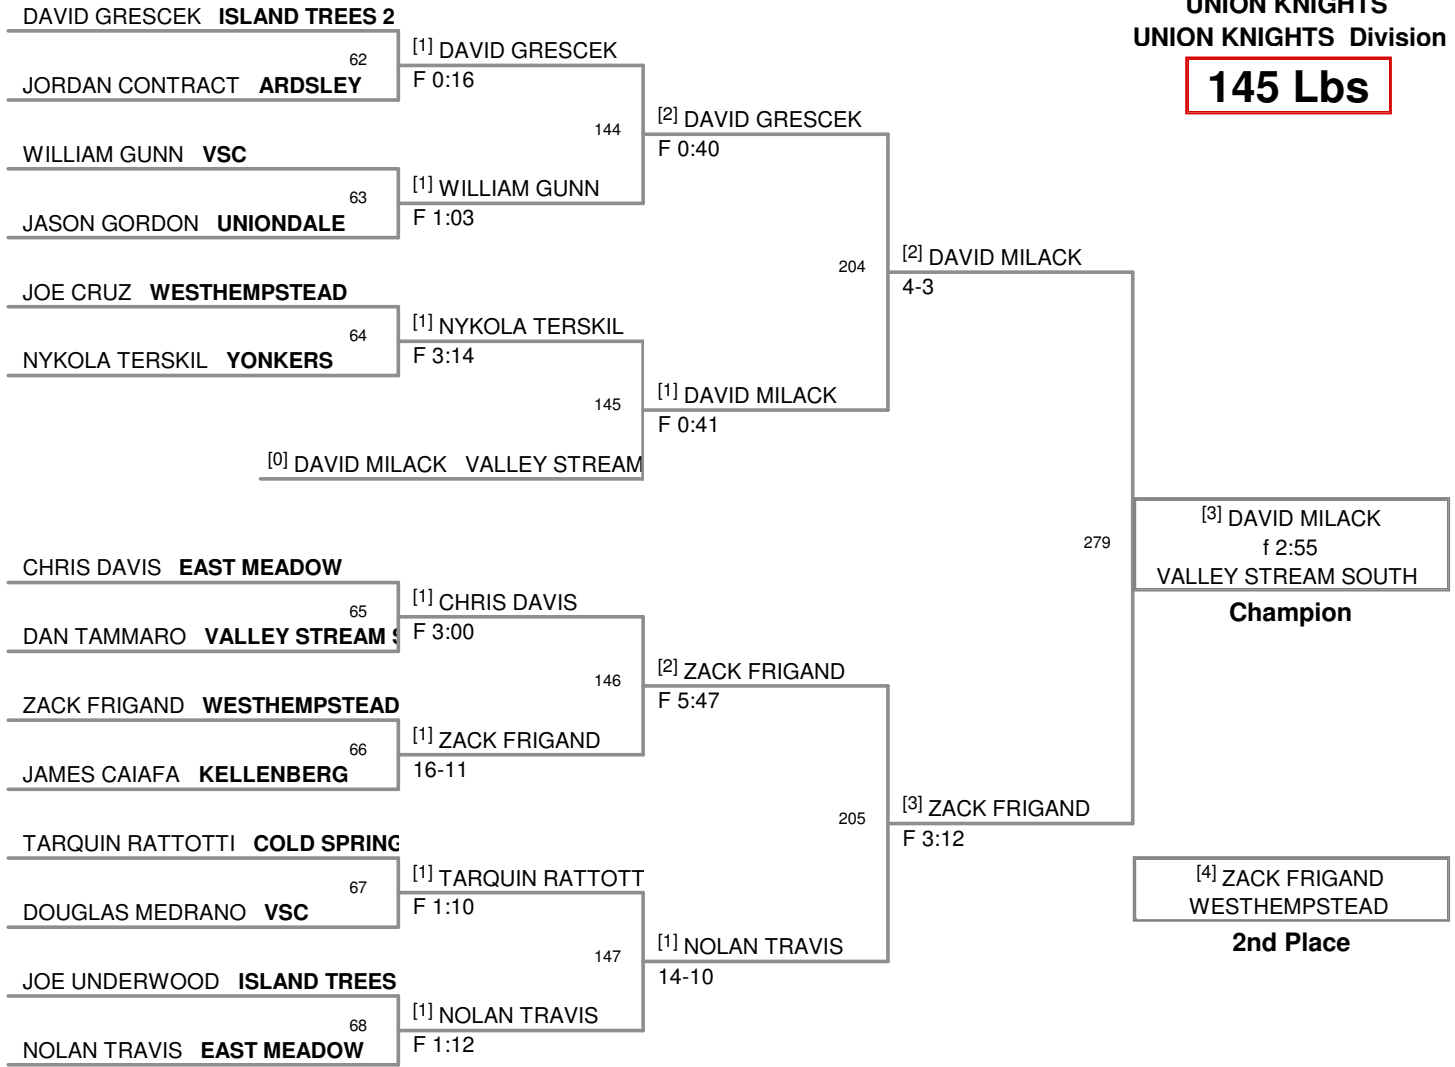 UNION KNIGHTS
UNION KNIGHTS Division
145 Lbs
DAVID GRESCEK ISLAND TREES 2
62
JORDAN CONTRACT ARDSLEY
[1] DAVID GRESCEK
F 0:16
WILLIAM GUNN VSC
63
JASON GORDON UNIONDALE
[1] WILLIAM GUNN
F 1:03
144
[2] DAVID GRESCEK
F 0:40
JOE CRUZ WESTHEMPSTEAD
64
NYKOLA TERSKIL YONKERS
[1] NYKOLA TERSKIL
F 3:14
145
[0] DAVID MILACK VALLEY STREAM
[1] DAVID MILACK
F 0:41
204
[2] DAVID MILACK
4-3
CHRIS DAVIS EAST MEADOW
65
DAN TAMMARO VALLEY STREAM S
[1] CHRIS DAVIS
F 3:00
ZACK FRIGAND WESTHEMPSTEAD
66
JAMES CAIAFA KELLENBERG
[1] ZACK FRIGAND
16-11
146
[2] ZACK FRIGAND
F 5:47
TARQUIN RATTOTTI COLD SPRING
67
DOUGLAS MEDRANO VSC
[1] TARQUIN RATTOTT
F 1:10
JOE UNDERWOOD ISLAND TREES
68
NOLAN TRAVIS EAST MEADOW
[1] NOLAN TRAVIS
F 1:12
147
[1] NOLAN TRAVIS
14-10
205
[3] ZACK FRIGAND
F 3:12
279
[3] DAVID MILACK
f 2:55
VALLEY STREAM SOUTH
Champion
[4] ZACK FRIGAND
WESTHEMPSTEAD
2nd Place